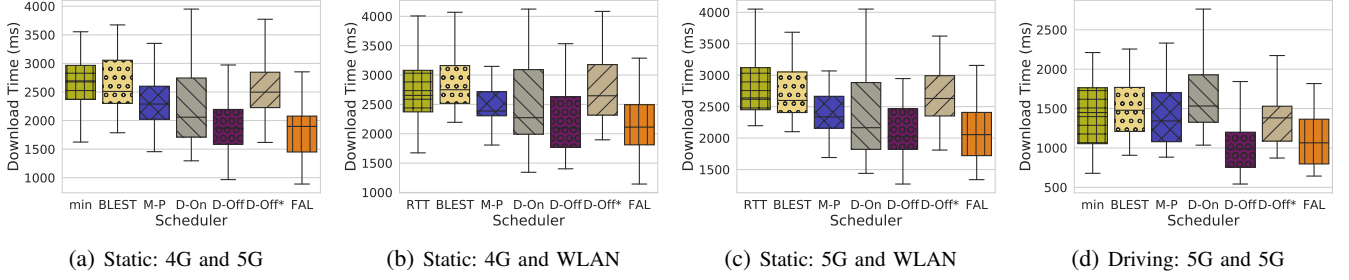 Download Time (ms)
4000
3500
3000
2500
2000
1500
1000
min BLEST M-P D-On D-Off D-Off* FAL
Scheduler
(a) Static: 4G and 5G
Download Time (ms)
4000
3500
3000
2500
2000
1500
1000
RTT BLEST M-P D-On D-Off D-Off* FAL
Scheduler
(b) Static: 4G and WLAN
Download Time (ms)
4000
3500
3000
2500
2000
1500
RTT BLEST M-P D-On D-Off D-Off* FAL
Scheduler
(c) Static: 5G and WLAN
Download Time (ms)
2500
2000
1500
1000
500
min BLEST M-P D-On D-Off D-Off* FAL
Scheduler
(d) Driving: 5G and 5G